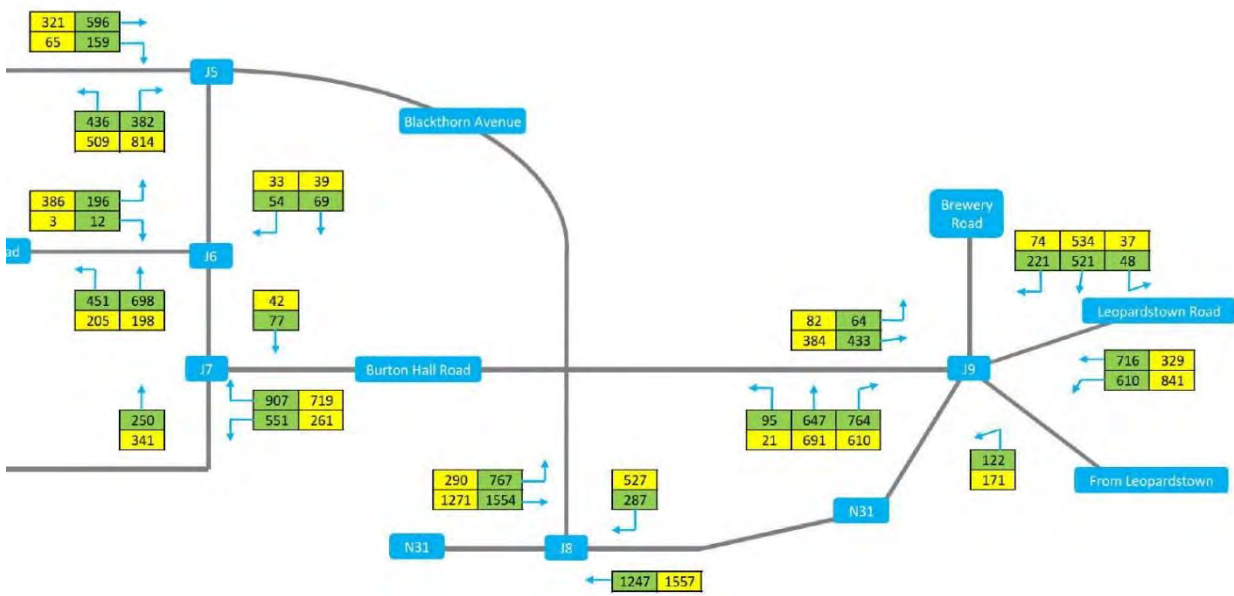 321 596
65 159
J5
436 382
509 814
Blackthorn Avenue
33 39
54 69
386 196
3 12
Brewery
Road
74 534 37
221 521 48
ad
J6
451 698
205 198
42
77
82 64
384 433
Leopardstown Road
J7
Burton Hall Road
J9
716 329
610 841
250
341
907 719
551 261
95 647 764
21 691 610
122
171
From Leopardstown
290 767
1271 1554
527
287
N31
N31
J8
1247 1557